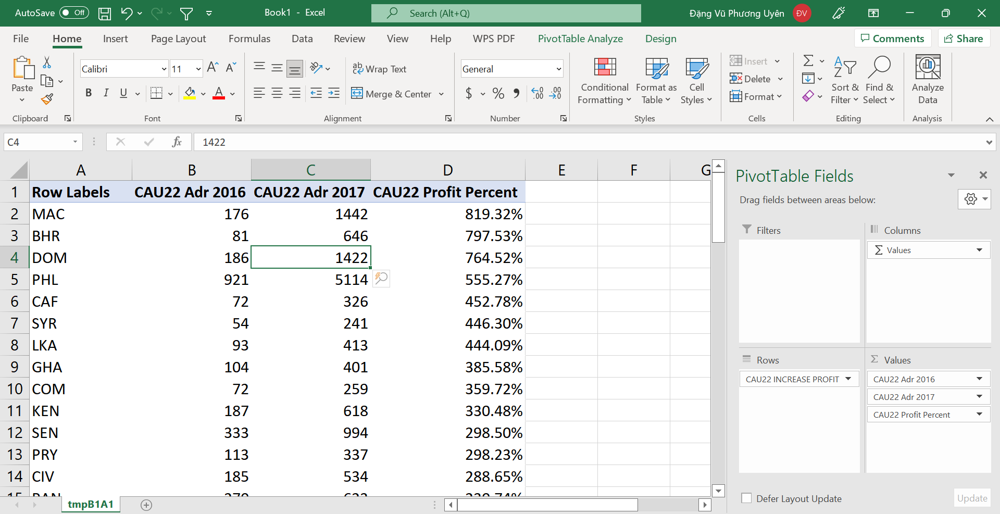 AutoSave Off Book1 - Excel Search (Alt+Q) Đặng Vũ Phương Uyên ĐV
File Home Insert Page Layout Formulas Data Review View Help WPS PDF PivotTable Analyze Design Comments Share
Paste
Clipboard
Calibri 11
B I U A
Font
ab Wrap Text
Merge & Center
Alignment
General
$ % 9 .00 .00
Number
Conditional Formatting
Format as Table
Cell Styles
Styles
Insert
Delete
Format
Cells
Sort & Filter
Find & Select
Editing
Analyze Data
Analysis
C4 fx 1422
A B C D E F G
1 Row Labels CAU22 Adr 2016 CAU22 Adr 2017 CAU22 Profit Percent
2 MAC 176 1442 819.32%
3 BHR 81 646 797.53%
4 DOM 186 1422 764.52%
5 PHL 921 5114 555.27%
6 CAF 72 326 452.78%
7 SYR 54 241 446.30%
8 LKA 93 413 444.09%
9 GHA 104 401 385.58%
10 COM 72 259 359.72%
11 KEN 187 618 330.48%
12 SEN 333 994 298.50%
13 PRY 113 337 298.23%
14 CIV 185 534 288.65%
tmpB1A1
PivotTable Fields
Drag fields between areas below:
Filters
Columns
Σ Values
Rows
CAU22 INCREASE PROFIT
Σ Values
CAU22 Adr 2016
CAU22 Adr 2017
CAU22 Profit Percent
Defer Layout Update Update